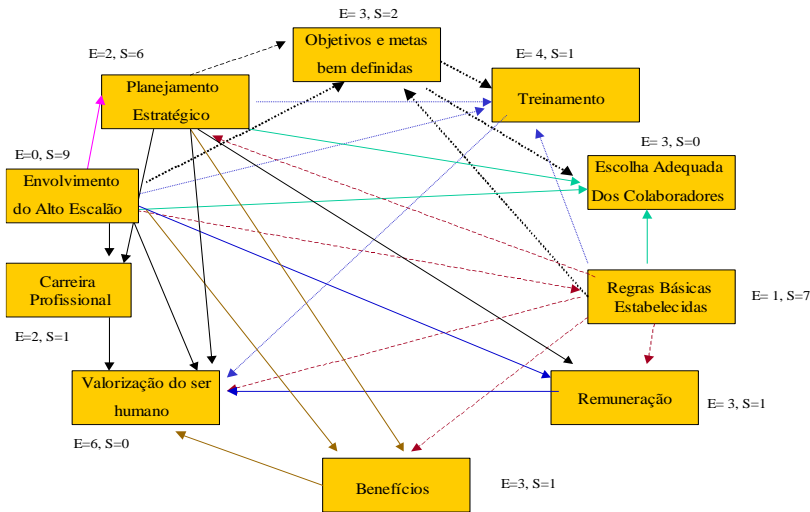 E= 3, S=2
Objetivos e metas
bem definidas
E=2, S=6
Planejamento
Estratégico
E= 4, S=1
Treinamento
E= 3, S=0
Escolha Adequada
Dos Colaboradores
E=0, S=9
Envolvimento
do Alto Escalão
Carreira
Profissional
E=2, S=1
Regras Básicas
Estabelecidas
E= 1, S=7
Valorização do ser
humano
E=6, S=0
Remuneração
E= 3, S=1
Benefícios
E=3, S=1